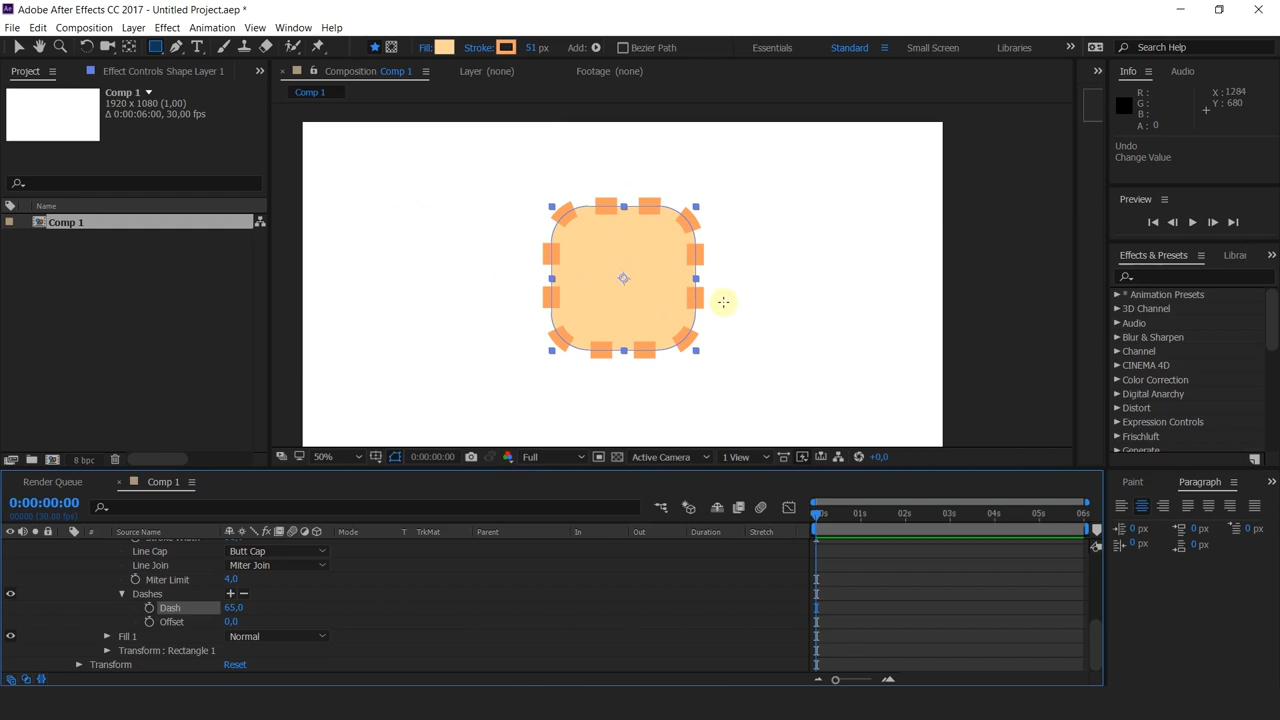 Adobe After Effects CC 2017 - Untitled Project.aep *
File Edit Composition Layer Effect Animation View Window Help
Fill: Stroke: 51 px Add: Bezier Path Essentials Standard Small Screen Libraries Search Help
Project Effect Controls Shape Layer 1 Composition Comp 1 Layer (none) Footage (none) Info Audio
Comp 1
1920 x 1080 (1,00)
Δ 0:00:06:00, 30,00 fps
Comp 1
R:
G:
B:
A: 0
X: 1284
Y: 680
Undo
Change Value
Preview
Name
Comp 1
Effects & Presets Librar
* Animation Presets
3D Channel
Audio
Blur & Sharpen
Channel
CINEMA 4D
Color Correction
Digital Anarchy
Distort
Expression Controls
Frischluft
Generate
8 bpc 50% 0:00:00:00 Full Active Camera 1 View +0,0
Render Queue Comp 1 Paint Paragraph
0:00:00:00
00000 (30.00 fps)
0s 01s 02s 03s 04s 05s 06s
# Source Name Mode T TrkMat Parent In Out Duration Stretch
0 px 0 px 0 px
0 px 0 px
Line Cap Butt Cap
Line Join Miter Join
Miter Limit 4,0
Dashes + −
Dash 65,0
Offset 0,0
Fill 1 Normal
Transform : Rectangle 1
Transform Reset